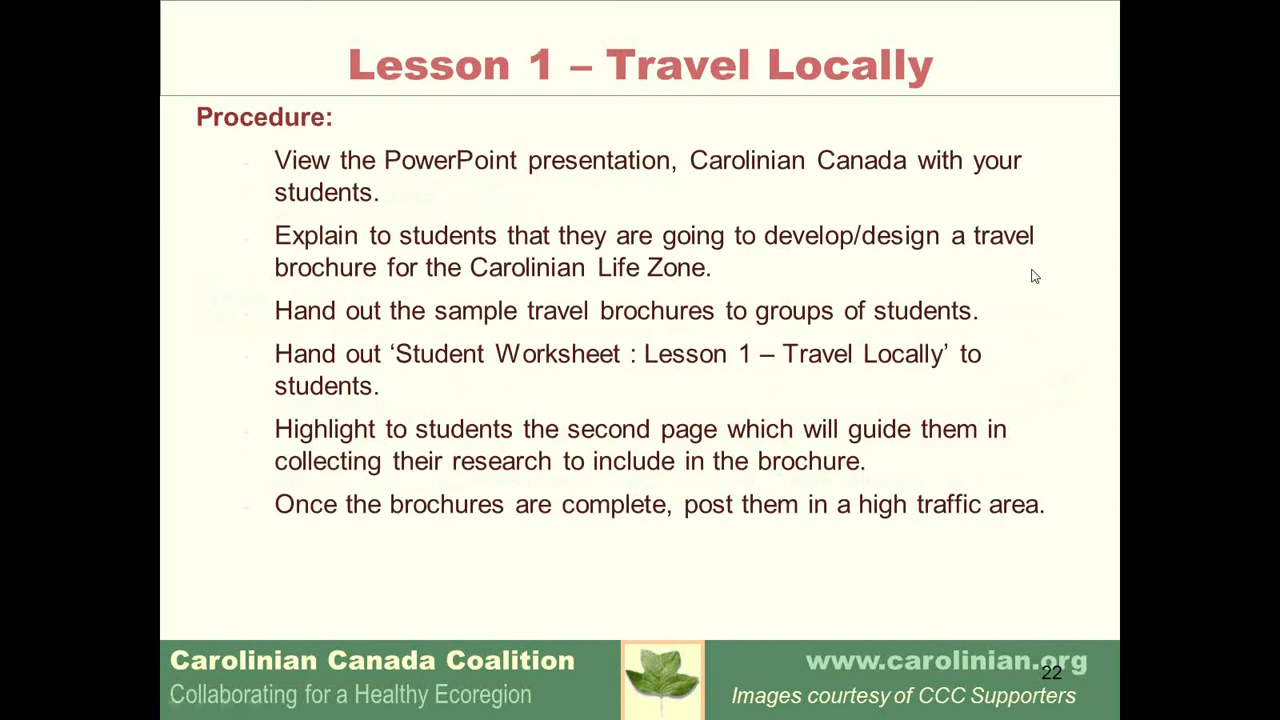 Lesson 1 – Travel Locally
Procedure:
- View the PowerPoint presentation, Carolinian Canada with your
students.
- Explain to students that they are going to develop/design a travel
brochure for the Carolinian Life Zone.
- Hand out the sample travel brochures to groups of students.
- Hand out ‘Student Worksheet : Lesson 1 – Travel Locally’ to
students.
- Highlight to students the second page which will guide them in
collecting their research to include in the brochure.
- Once the brochures are complete, post them in a high traffic area.
Carolinian Canada Coalition
Collaborating for a Healthy Ecoregion
www.carolinian.org
22
Images courtesy of CCC Supporters